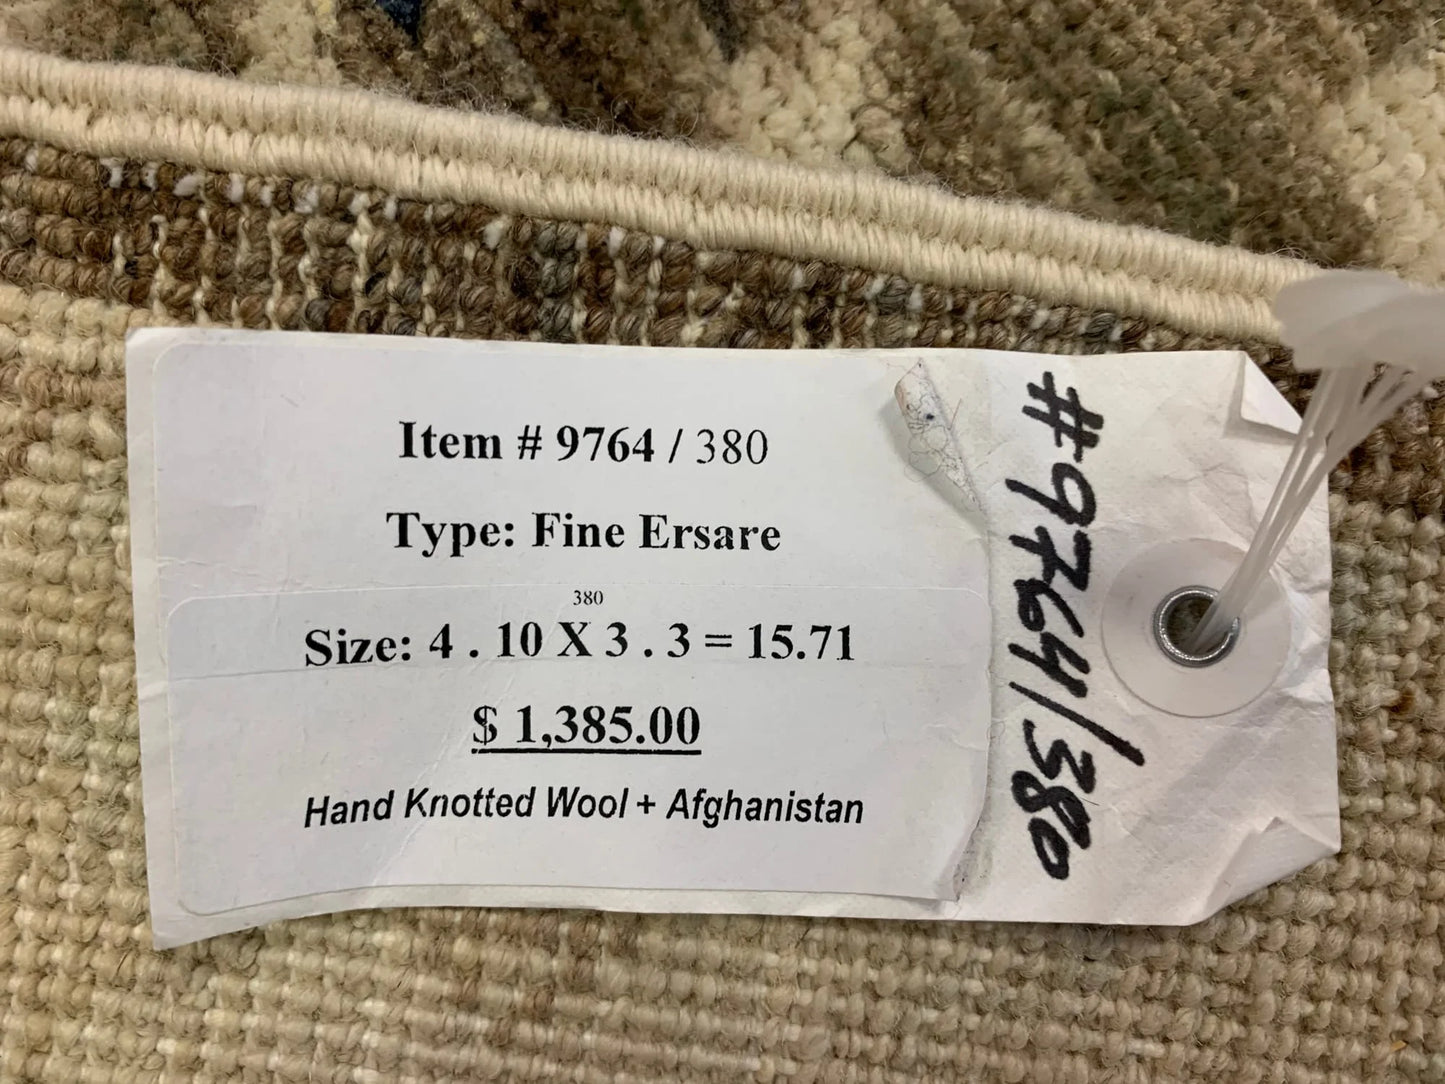 Item # 9764 / 380
Type: Fine Ersare
380
Size: 4 . 10 X 3 . 3 = 15.71
$ 1,385.00
Hand Knotted Wool + Afghanistan
#9764/380